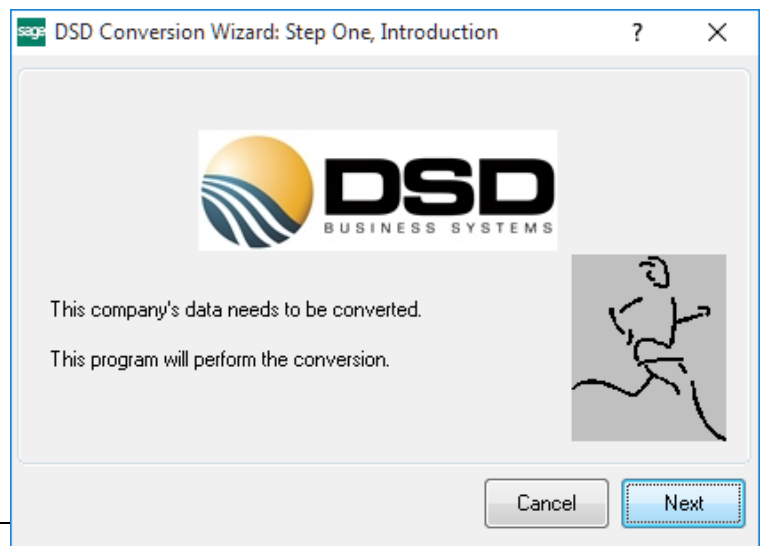 sage DSD Conversion Wizard: Step One, Introduction ? X
DSD
BUSINESS SYSTEMS
This company's data needs to be converted.
This program will perform the conversion.
Cancel Next